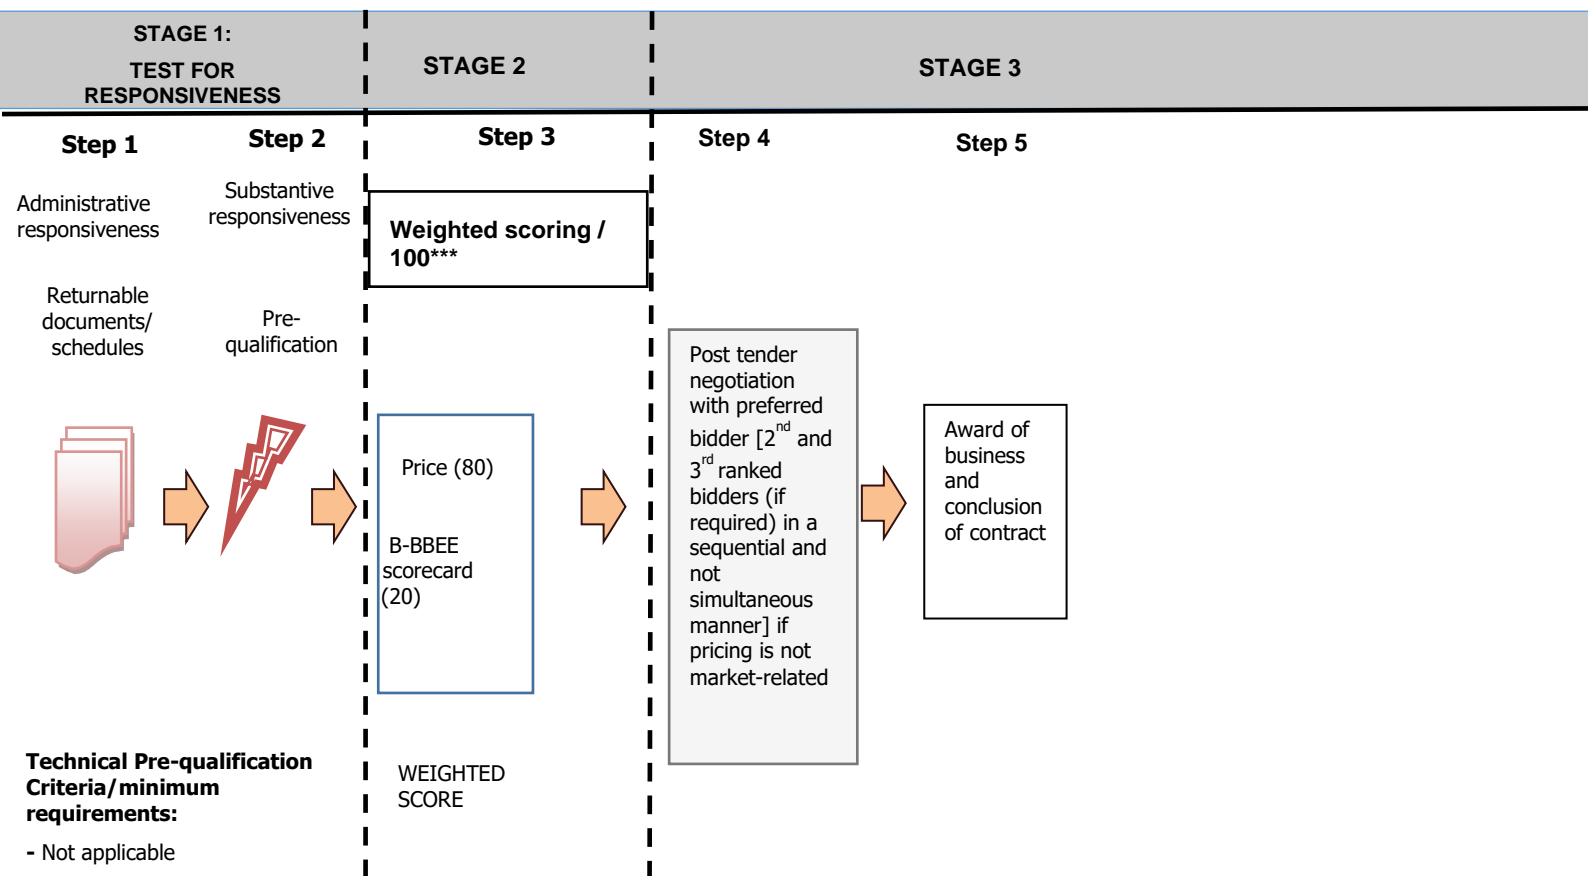 STAGE 1:
TEST FOR
RESPONSIVENESS
STAGE 2
STAGE 3
Step 1
Step 2
Step 3
Step 4
Step 5
Administrative
responsiveness
Substantive
responsiveness
Weighted scoring /
100***
Returnable
documents/
schedules
Pre-
qualification
Price (80)
B-BBEE
scorecard
(20)
Post tender
negotiation
with preferred
bidder [2nd and
3rd ranked
bidders (if
required) in a
sequential and
not
simultaneous
manner] if
pricing is not
market-related
Award of
business
and
conclusion
of contract
Technical Pre-qualification
Criteria/minimum
requirements:
- Not applicable
WEIGHTED
SCORE